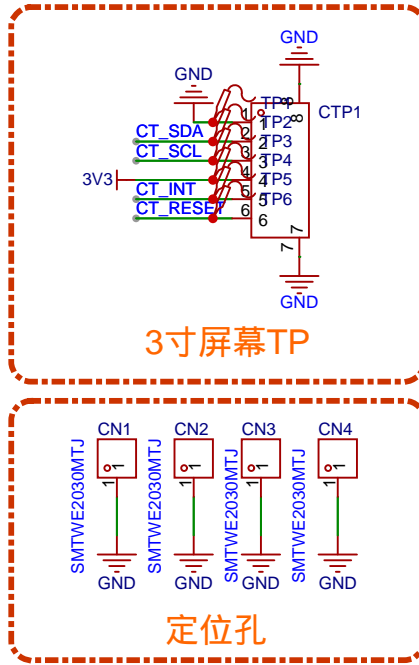 GND
GND
TP1
8
8
CTP1
1
1
TP2
CT_SDA
2
2
TP3
CT_SCL
3
3
TP4
3V3
4
4
TP5
CT_INT
5
5
TP6
CT_RESET
6
6
7
7
GND
3寸屏幕TP
CN1
CN2
CN3
CN4
SMTWE2030MTJ
SMTWE2030MTJ
SMTWE2030MTJ
SMTWE2030MTJ
1
1
1
1
1
1
1
1
GND
GND
GND
GND
定位孔